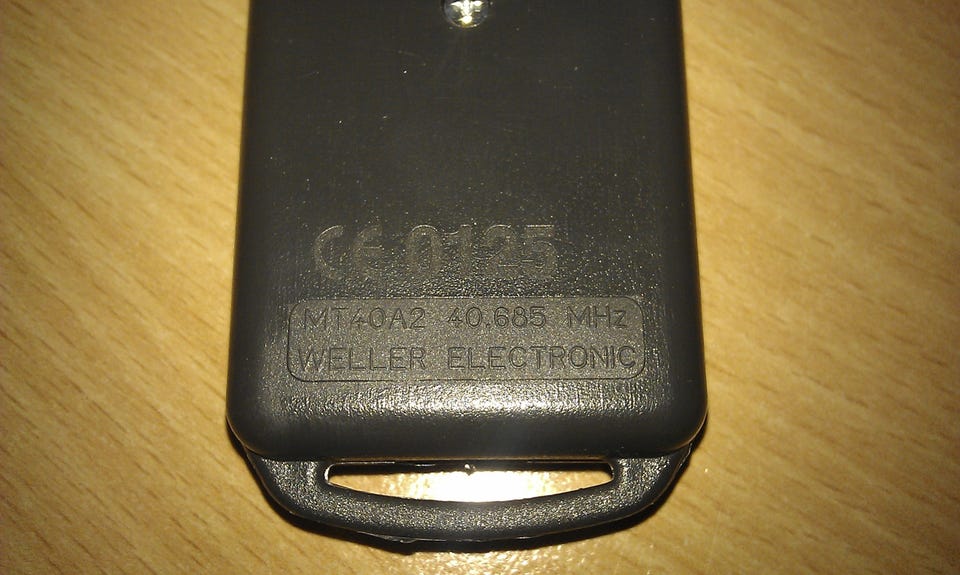 CE 0125
MT40A2 40.685 MHz
WELLER ELECTRONIC